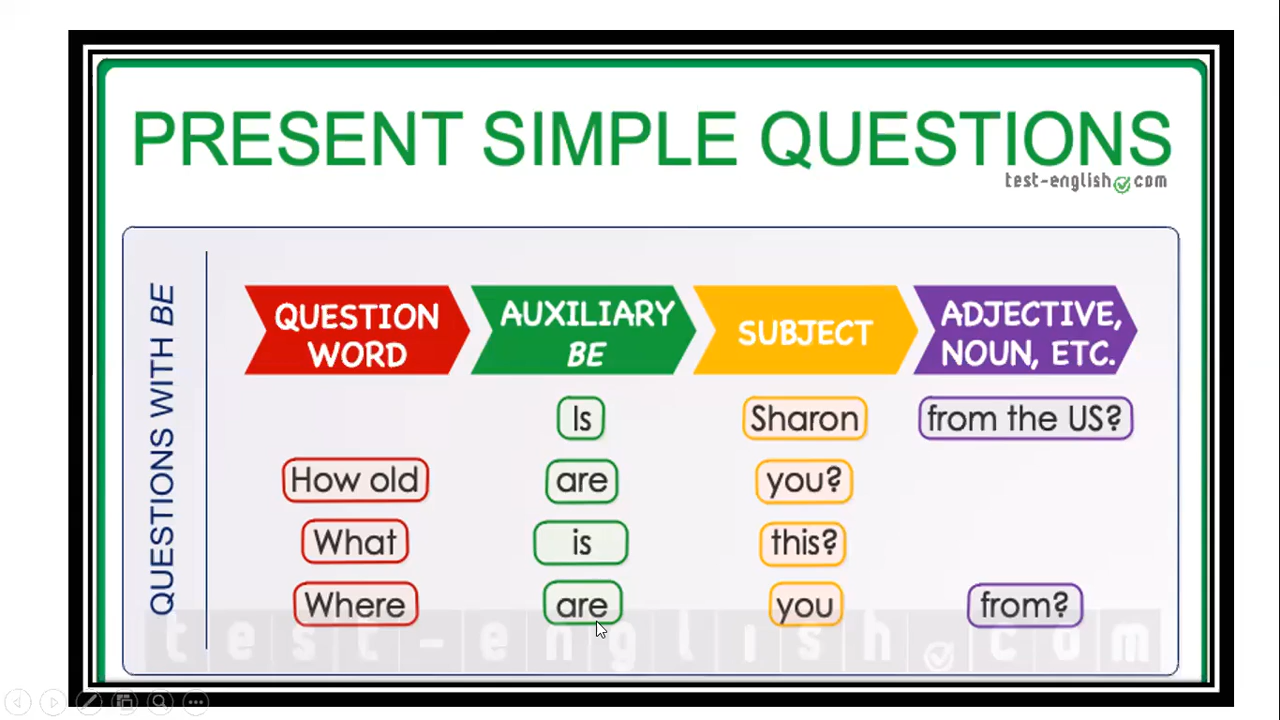 PRESENT SIMPLE QUESTIONS
test-english com
QUESTIONS WITH BE
QUESTION WORD
AUXILIARY BE
SUBJECT
ADJECTIVE, NOUN, ETC.
Is Sharon from the US?
How old are you?
What is this?
Where are you from?
test-english com